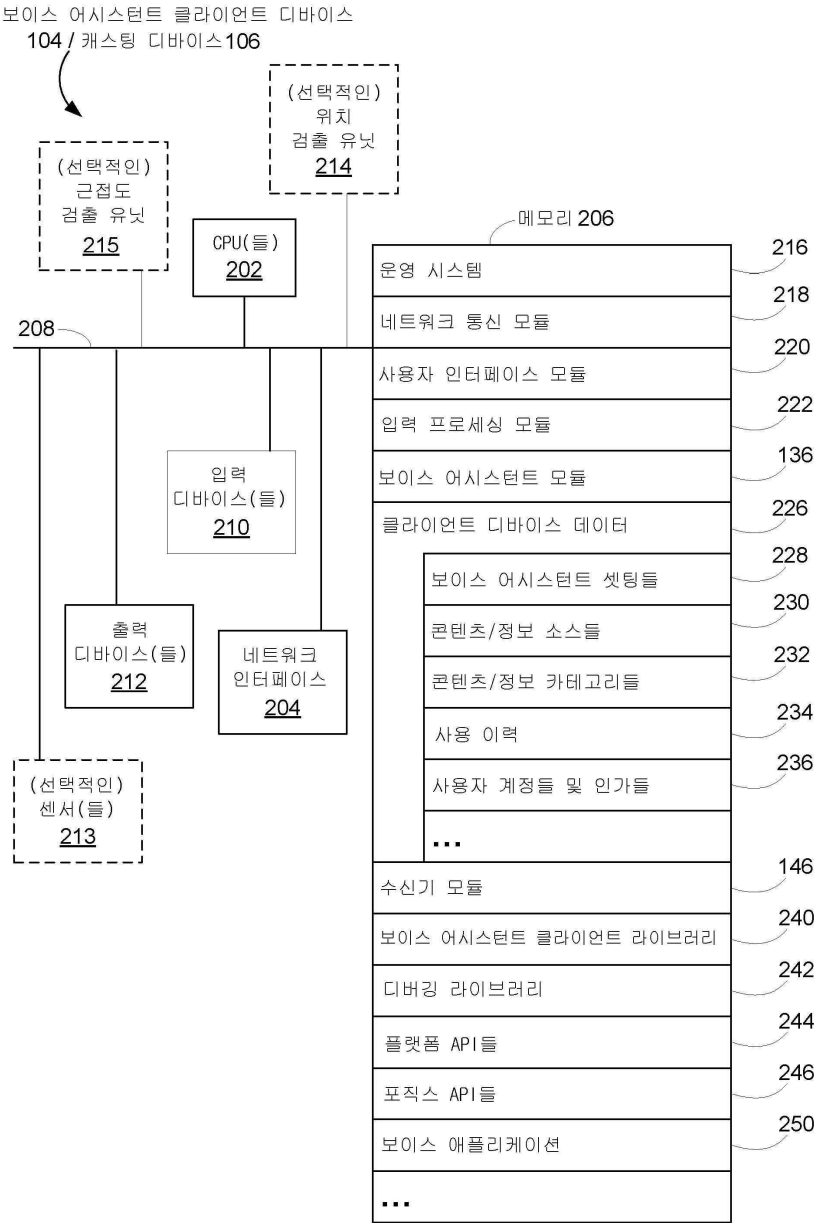 보이스 어시스턴트 클라이언트 디바이스
104 / 캐스팅 디바이스106
(선택적인)
위치
검출 유닛
214
(선택적인)
근접도
검출 유닛
215
CPU(들)
202
208
입력
디바이스(들)
210
출력
디바이스(들)
212
네트워크
인터페이스
204
(선택적인)
센서(들)
213
메모리 206
운영 시스템 216
네트워크 통신 모듈 218
사용자 인터페이스 모듈 220
입력 프로세싱 모듈 222
보이스 어시스턴트 모듈 136
클라이언트 디바이스 데이터 226
보이스 어시스턴트 셋팅들 228
콘텐츠/정보 소스들 230
콘텐츠/정보 카테고리들 232
사용 이력 234
사용자 계정들 및 인가들 236
...
수신기 모듈 146
보이스 어시스턴트 클라이언트 라이브러리 240
디버깅 라이브러리 242
플랫폼 API들 244
포직스 API들 246
보이스 애플리케이션 250
...